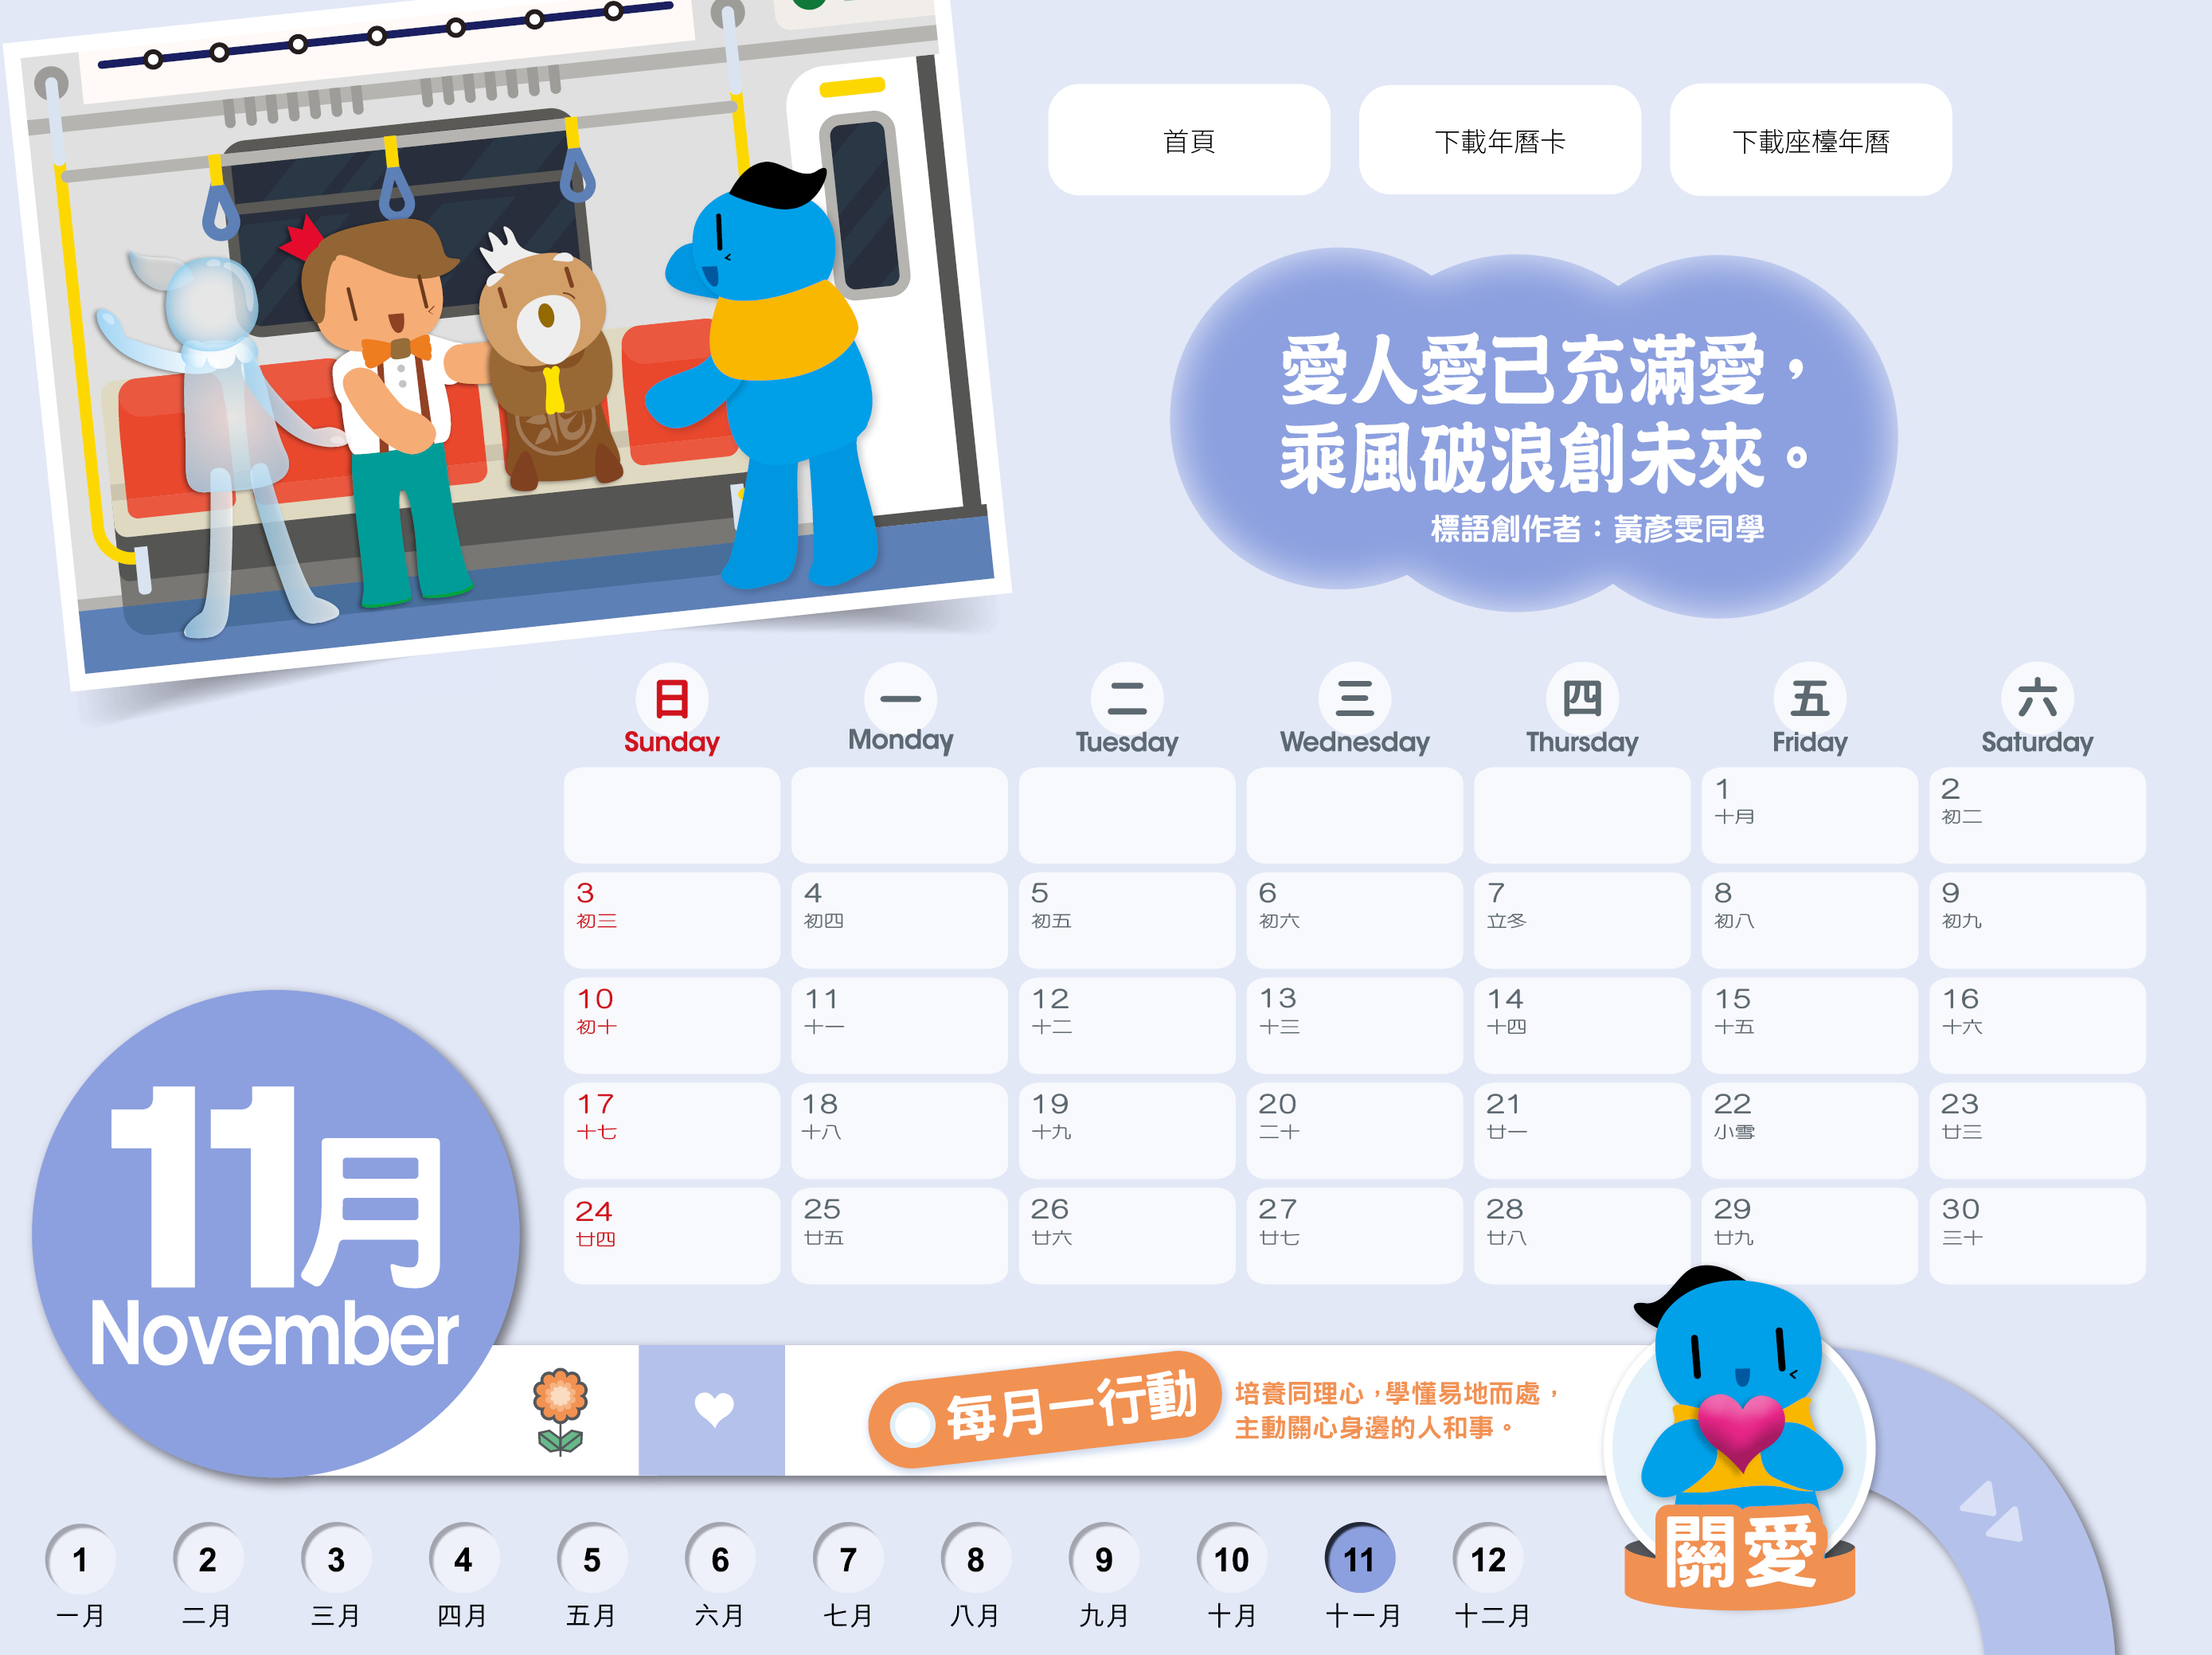 首頁
下載年曆卡
下載座檯年曆
愛人愛已充滿愛，
乘風破浪創未來。
標語創作者：黃彥雯同學
日 一 二 三 四 五 六
Sunday Monday Tuesday Wednesday Thursday Friday Saturday
1 2
十月 初二
3 4 5 6 7 8 9
初三 初四 初五 初六 立冬 初八 初九
10 11 12 13 14 15 16
初十 十一 十二 十三 十四 十五 十六
17 18 19 20 21 22 23
十七 十八 十九 二十 廿一 小雪 廿三
24 25 26 27 28 29 30
廿四 廿五 廿六 廿七 廿八 廿九 三十
11月
November
每月一行動
培養同理心，學懂易地而處，
主動關心身邊的人和事。
關愛
1 2 3 4 5 6 7 8 9 10 11 12
一月 二月 三月 四月 五月 六月 七月 八月 九月 十月 十一月 十二月